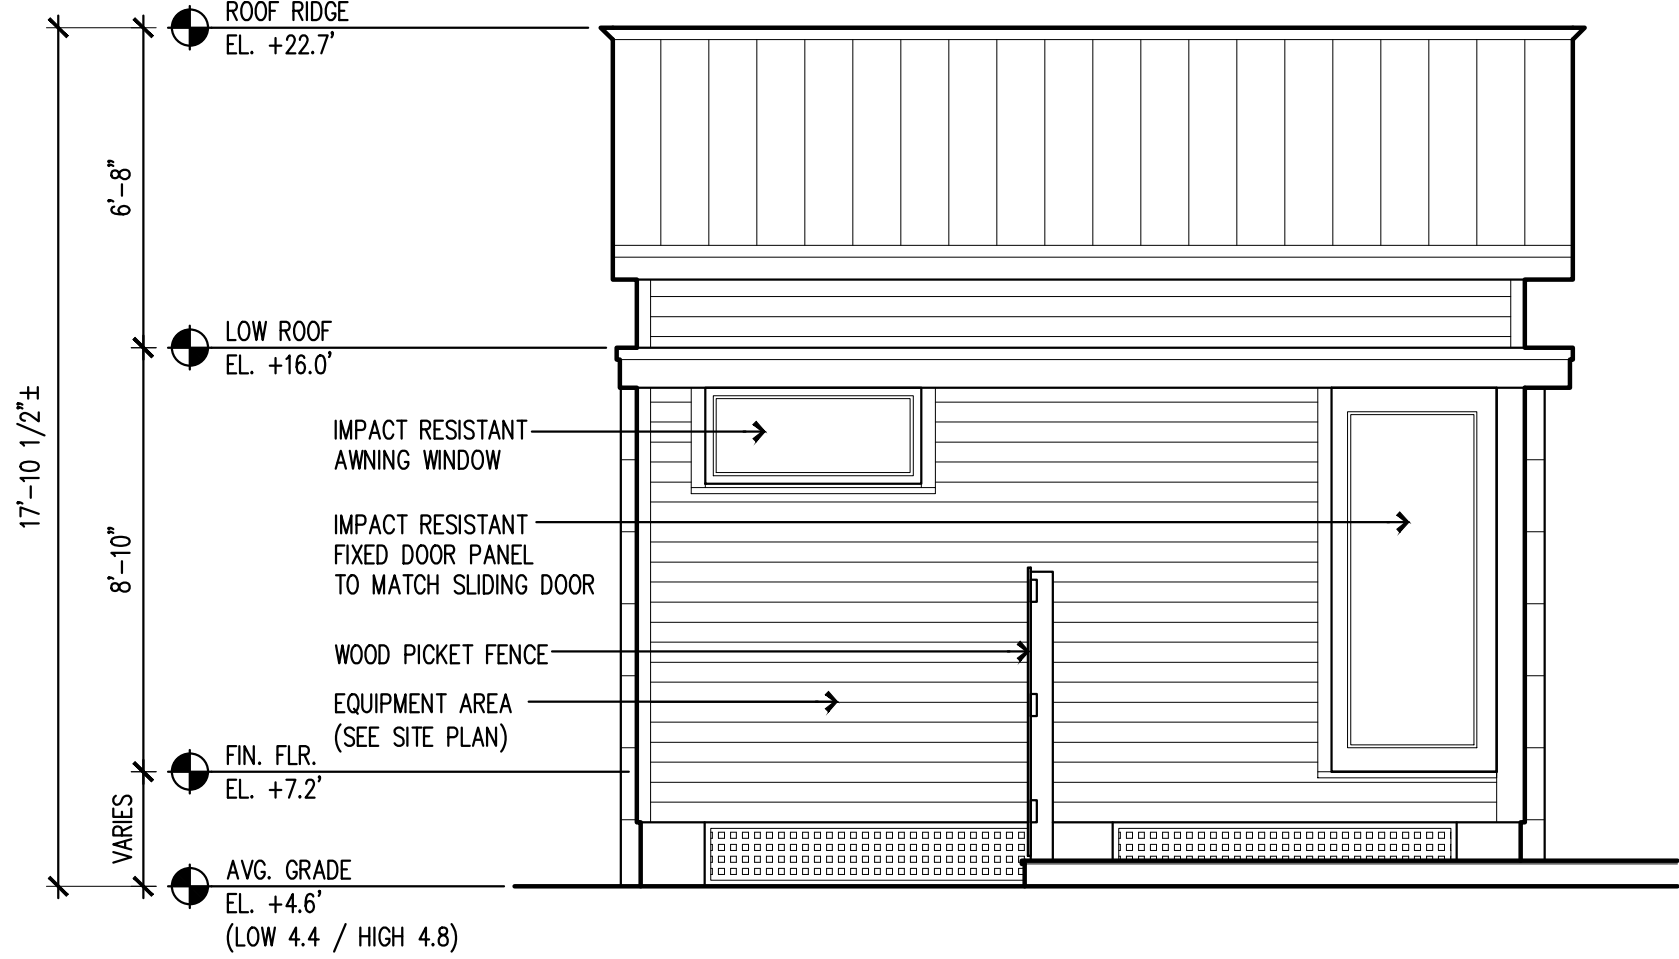 ROOF RIDGE
EL. +22.7'
6'-8"
LOW ROOF
EL. +16.0'
17'-10 1/2"±
IMPACT RESISTANT
AWNING WINDOW
IMPACT RESISTANT
FIXED DOOR PANEL
TO MATCH SLIDING DOOR
8'-10"
WOOD PICKET FENCE
EQUIPMENT AREA
(SEE SITE PLAN)
FIN. FLR.
EL. +7.2'
VARIES
AVG. GRADE
EL. +4.6'
(LOW 4.4 / HIGH 4.8)